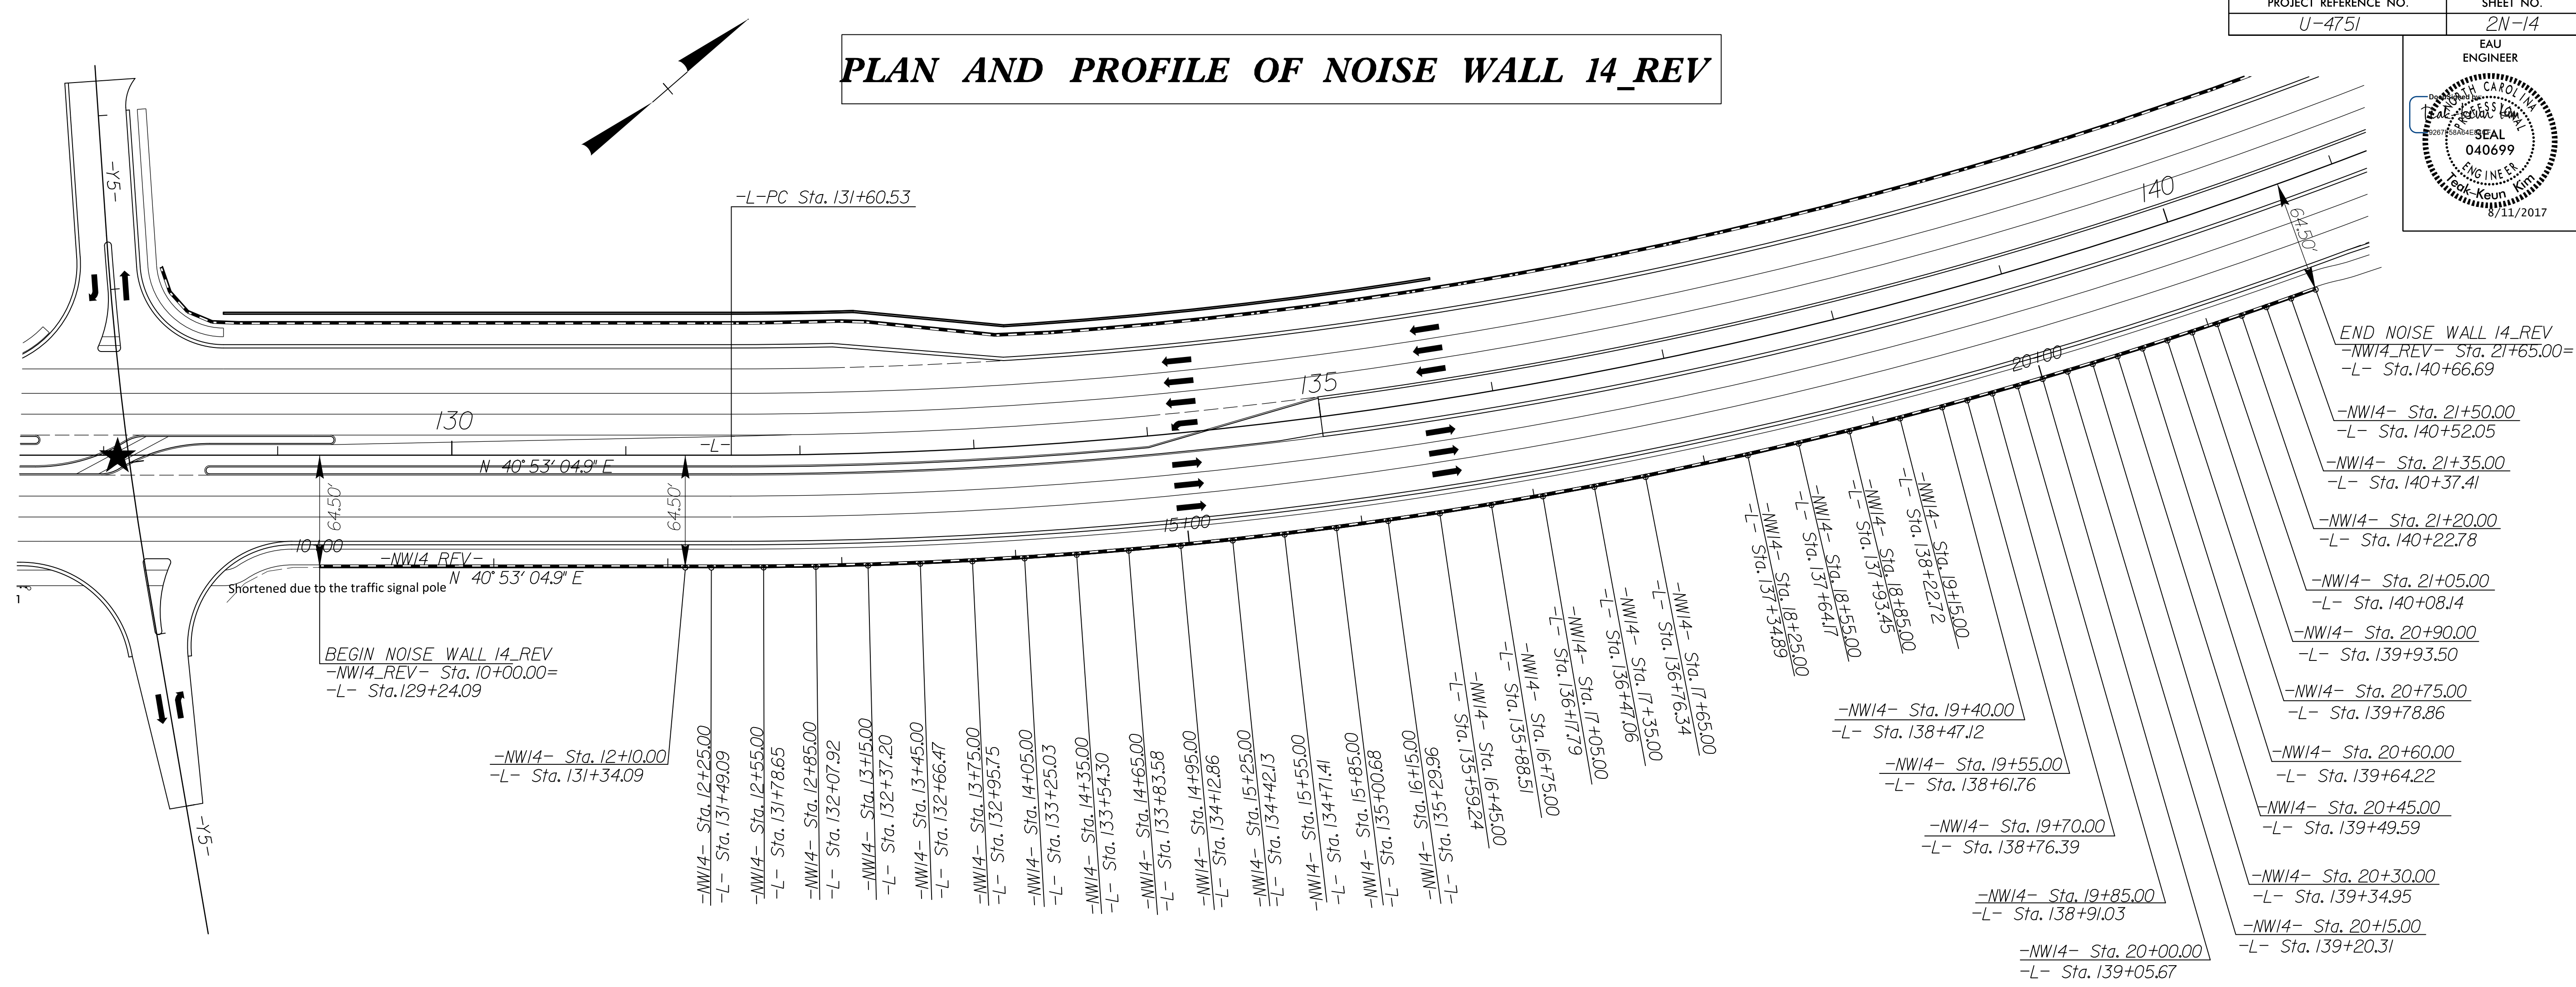 PROJECT REFERENCE NO.
SHEET NO.
U-4751
2N-14
EAU
ENGINEER
DocuSigned by:
NORTH CAROLINA
PROFESSIONAL
SEAL
040699
ENGINEER
Teak-Keun Kim
8/11/2017
PLAN AND PROFILE OF NOISE WALL 14_REV
-Y5-
-L-PC Sta. 131+60.53
130
135
140
-L-
N 40° 53' 04.9" E
64.50'
64.50'
64.50'
10+00
15+00
20+00
-NW14_REV-
N 40° 53' 04.9" E
Shortened due to the traffic signal pole
BEGIN NOISE WALL 14_REV
-NW14_REV- Sta. 10+00.00=
-L- Sta. 129+24.09
-Y5-
-NW14- Sta. 12+10.00
-L- Sta. 131+34.09
-NW14- Sta. 12+25.00
-L- Sta. 131+49.09
-NW14- Sta. 12+55.00
-L- Sta. 131+78.65
-NW14- Sta. 12+85.00
-L- Sta. 132+07.92
-NW14- Sta. 13+15.00
-L- Sta. 132+37.20
-NW14- Sta. 13+45.00
-L- Sta. 132+66.47
-NW14- Sta. 13+75.00
-L- Sta. 132+95.75
-NW14- Sta. 14+05.00
-L- Sta. 133+25.03
-NW14- Sta. 14+35.00
-L- Sta. 133+54.30
-NW14- Sta. 14+65.00
-L- Sta. 133+83.58
-NW14- Sta. 14+95.00
-L- Sta. 134+12.86
-NW14- Sta. 15+25.00
-L- Sta. 134+42.13
-NW14- Sta. 15+55.00
-L- Sta. 134+71.41
-NW14- Sta. 15+85.00
-L- Sta. 135+00.68
-NW14- Sta. 16+15.00
-L- Sta. 135+29.96
-NW14- Sta. 16+45.00
-L- Sta. 135+59.24
-NW14- Sta. 16+75.00
-L- Sta. 135+88.51
-NW14- Sta. 17+05.00
-L- Sta. 136+17.79
-NW14- Sta. 17+35.00
-L- Sta. 136+47.06
-NW14- Sta. 17+65.00
-L- Sta. 136+76.34
-NW14- Sta. 18+25.00
-L- Sta. 137+34.89
-NW14- Sta. 18+55.00
-L- Sta. 137+64.17
-NW14- Sta. 18+85.00
-L- Sta. 137+93.45
-NW14- Sta. 19+15.00
-L- Sta. 138+22.72
-NW14- Sta. 19+40.00
-L- Sta. 138+47.12
-NW14- Sta. 19+55.00
-L- Sta. 138+61.76
-NW14- Sta. 19+70.00
-L- Sta. 138+76.39
-NW14- Sta. 19+85.00
-L- Sta. 138+91.03
-NW14- Sta. 20+00.00
-L- Sta. 139+05.67
-NW14- Sta. 20+15.00
-L- Sta. 139+20.31
-NW14- Sta. 20+30.00
-L- Sta. 139+34.95
-NW14- Sta. 20+45.00
-L- Sta. 139+49.59
-NW14- Sta. 20+60.00
-L- Sta. 139+64.22
-NW14- Sta. 20+75.00
-L- Sta. 139+78.86
-NW14- Sta. 20+90.00
-L- Sta. 139+93.50
-NW14- Sta. 21+05.00
-L- Sta. 140+08.14
-NW14- Sta. 21+20.00
-L- Sta. 140+22.78
-NW14- Sta. 21+35.00
-L- Sta. 140+37.41
-NW14- Sta. 21+50.00
-L- Sta. 140+52.05
END NOISE WALL 14_REV
-NW14_REV- Sta. 21+65.00=
-L- Sta. 140+66.69